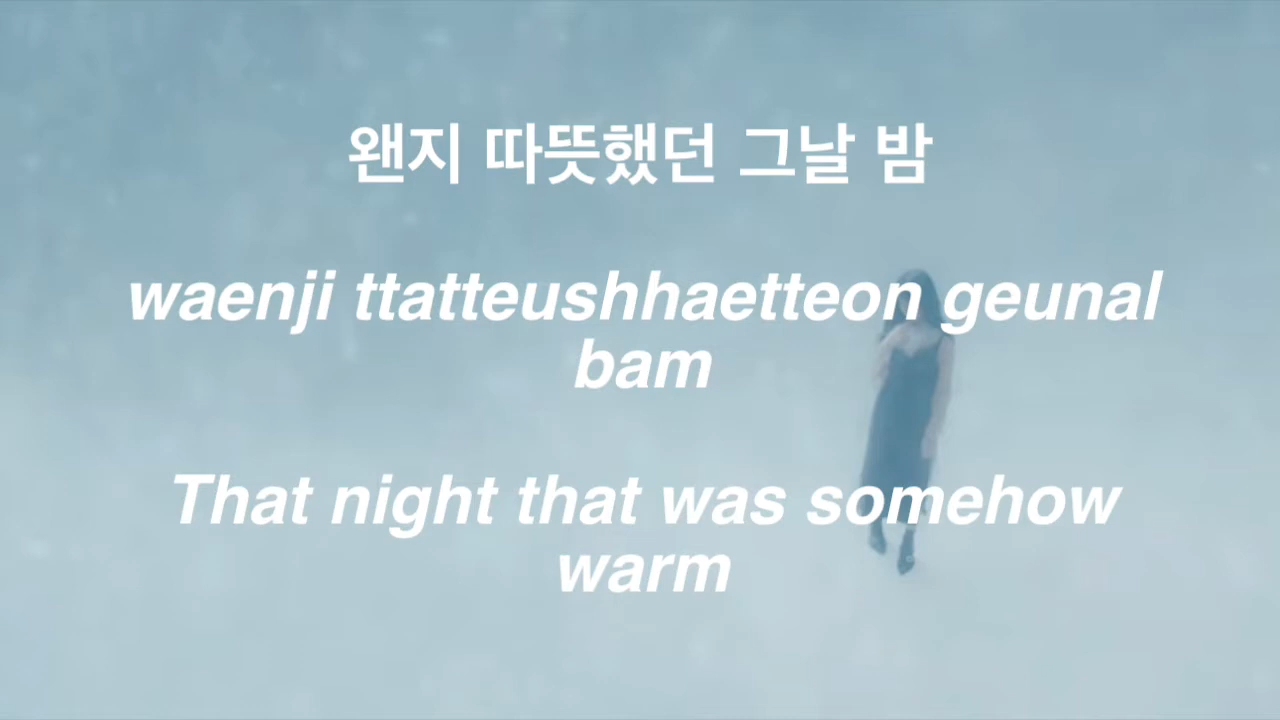 왠지 따뜻했던 그날 밤
waenji ttatteushhaetteon geunal
bam
That night that was somehow
warm